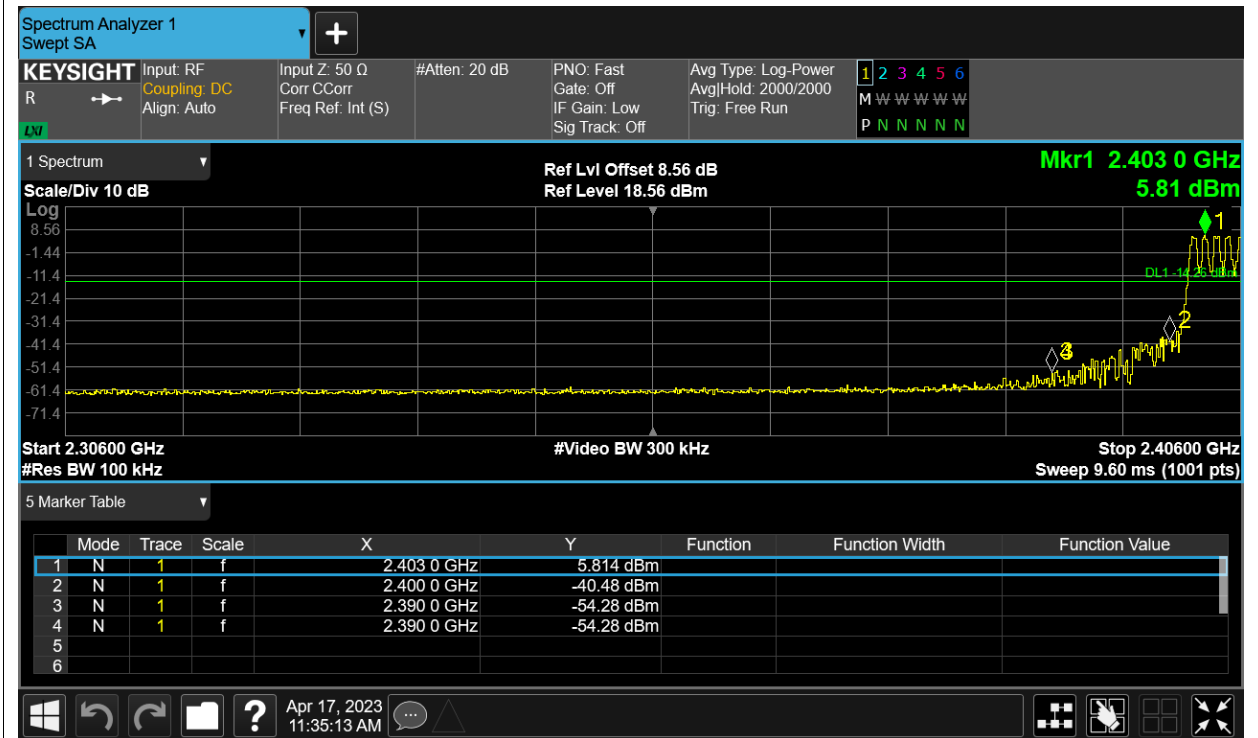 Spectrum Analyzer 1
Swept SA
+
KEYSIGHT
R
LXI
Input: RF
Coupling: DC
Align: Auto
Input Z: 50 Ω
Corr CCorr
Freq Ref: Int (S)
#Atten: 20 dB
PNO: Fast
Gate: Off
IF Gain: Low
Sig Track: Off
Avg Type: Log-Power
Avg|Hold: 2000/2000
Trig: Free Run
1 2 3 4 5 6
M W W W W W
P N N N N N
1 Spectrum
Scale/Div 10 dB
Ref Lvl Offset 8.56 dB
Ref Level 18.56 dBm
Mkr1 2.403 0 GHz
5.81 dBm
Log
8.56
-1.44
-11.4
-21.4
-31.4
-41.4
-51.4
-61.4
-71.4
1
DL1 -14.26 dBm
2
Start 2.30600 GHz
#Res BW 100 kHz
#Video BW 300 kHz
Stop 2.40600 GHz
Sweep 9.60 ms (1001 pts)
5 Marker Table
Mode Trace Scale X Y Function Function Width Function Value
1 N 1 f 2.403 0 GHz 5.814 dBm
2 N 1 f 2.400 0 GHz -40.48 dBm
3 N 1 f 2.390 0 GHz -54.28 dBm
4 N 1 f 2.390 0 GHz -54.28 dBm
5
6
?
Apr 17, 2023
11:35:13 AM